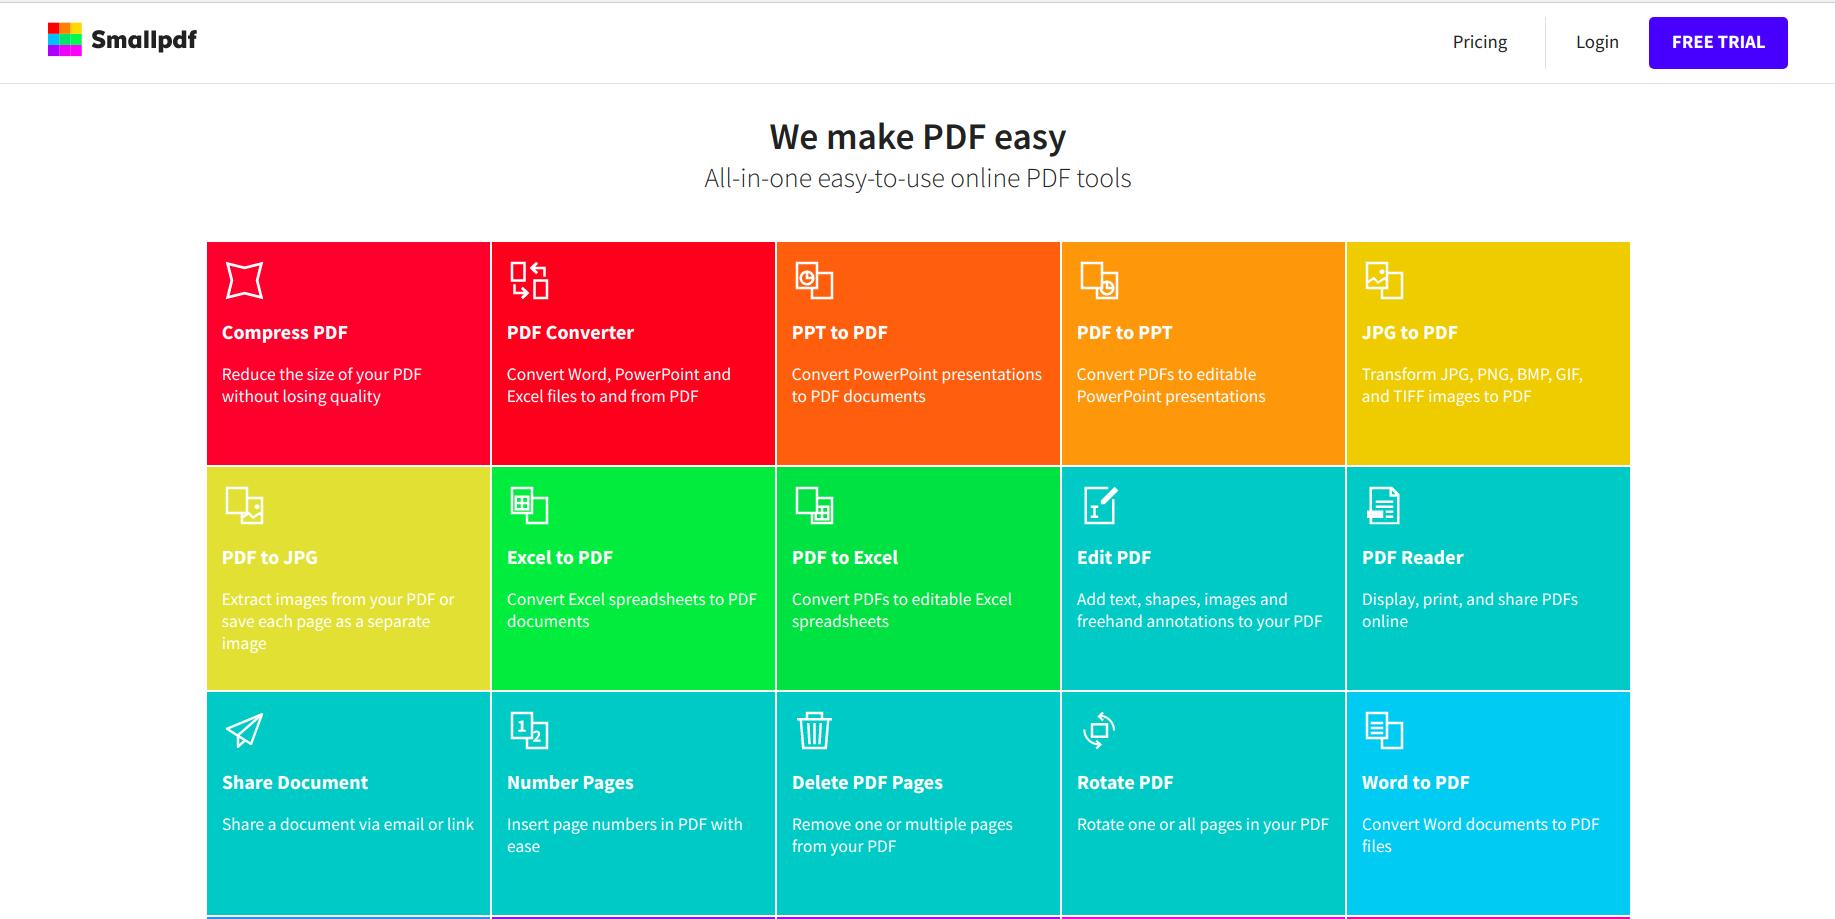 Smallpdf
Pricing
Login
FREE TRIAL
We make PDF easy
All-in-one easy-to-use online PDF tools
Compress PDF
Reduce the size of your PDF
without losing quality
PDF Converter
Convert Word, PowerPoint and
Excel files to and from PDF
PPT to PDF
Convert PowerPoint presentations
to PDF documents
PDF to PPT
Convert PDFs to editable
PowerPoint presentations
JPG to PDF
Transform JPG, PNG, BMP, GIF,
and TIFF images to PDF
PDF to JPG
Extract images from your PDF or
save each page as a separate
image
Excel to PDF
Convert Excel spreadsheets to PDF
documents
PDF to Excel
Convert PDFs to editable Excel
spreadsheets
I
Edit PDF
Add text, shapes, images and
freehand annotations to your PDF
PDF Reader
Display, print, and share PDFs
online
Share Document
Share a document via email or link
1
2
Number Pages
Insert page numbers in PDF with
ease
Delete PDF Pages
Remove one or multiple pages
from your PDF
Rotate PDF
Rotate one or all pages in your PDF
Word to PDF
Convert Word documents to PDF
files